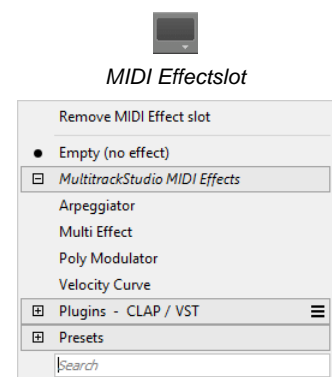 MIDI Effectslot
Remove MIDI Effect slot
Empty (no effect)
MultitrackStudio MIDI Effects
Arpeggiator
Multi Effect
Poly Modulator
Velocity Curve
Plugins - CLAP / VST
Presets
Search